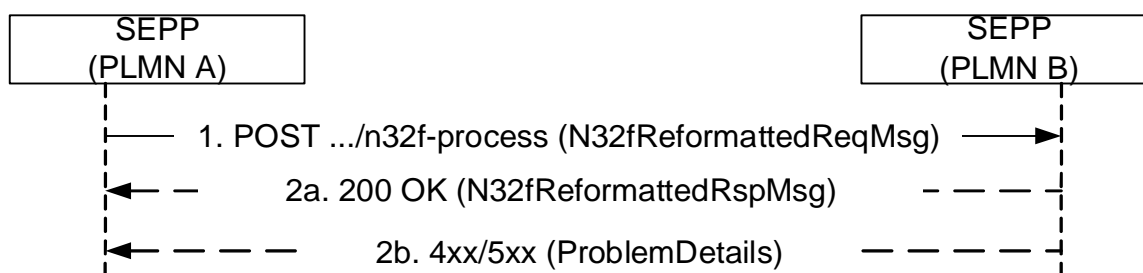 SEPP
(PLMN A)
SEPP
(PLMN B)
1. POST .../n32f-process (N32fReformattedReqMsg)
2a. 200 OK (N32fReformattedRspMsg)
2b. 4xx/5xx (ProblemDetails)